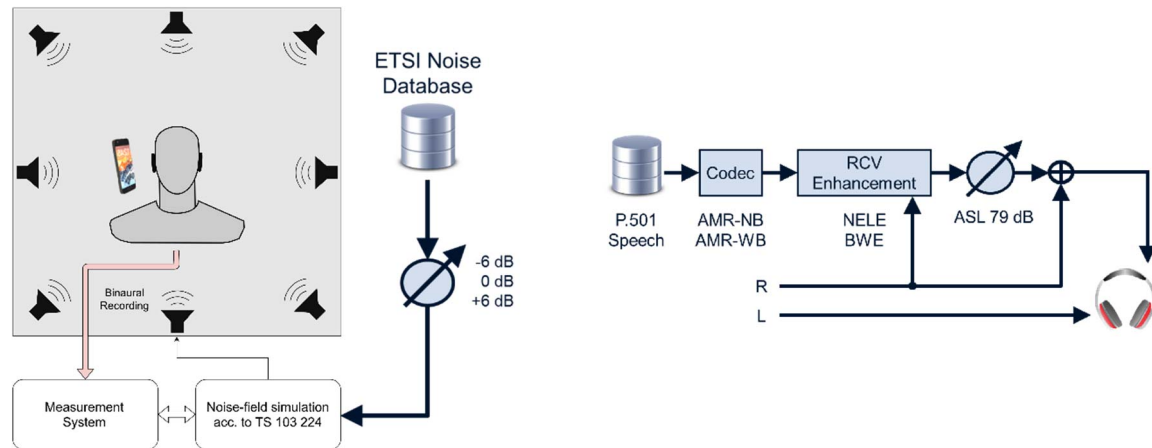 ETSI Noise
Database
-6 dB
0 dB
+6 dB
Binaural
Recording
Measurement
System
Noise-field simulation
acc. to TS 103 224
P.501
Speech
Codec
AMR-NB
AMR-WB
RCV
Enhancement
NELE
BWE
ASL 79 dB
R
L